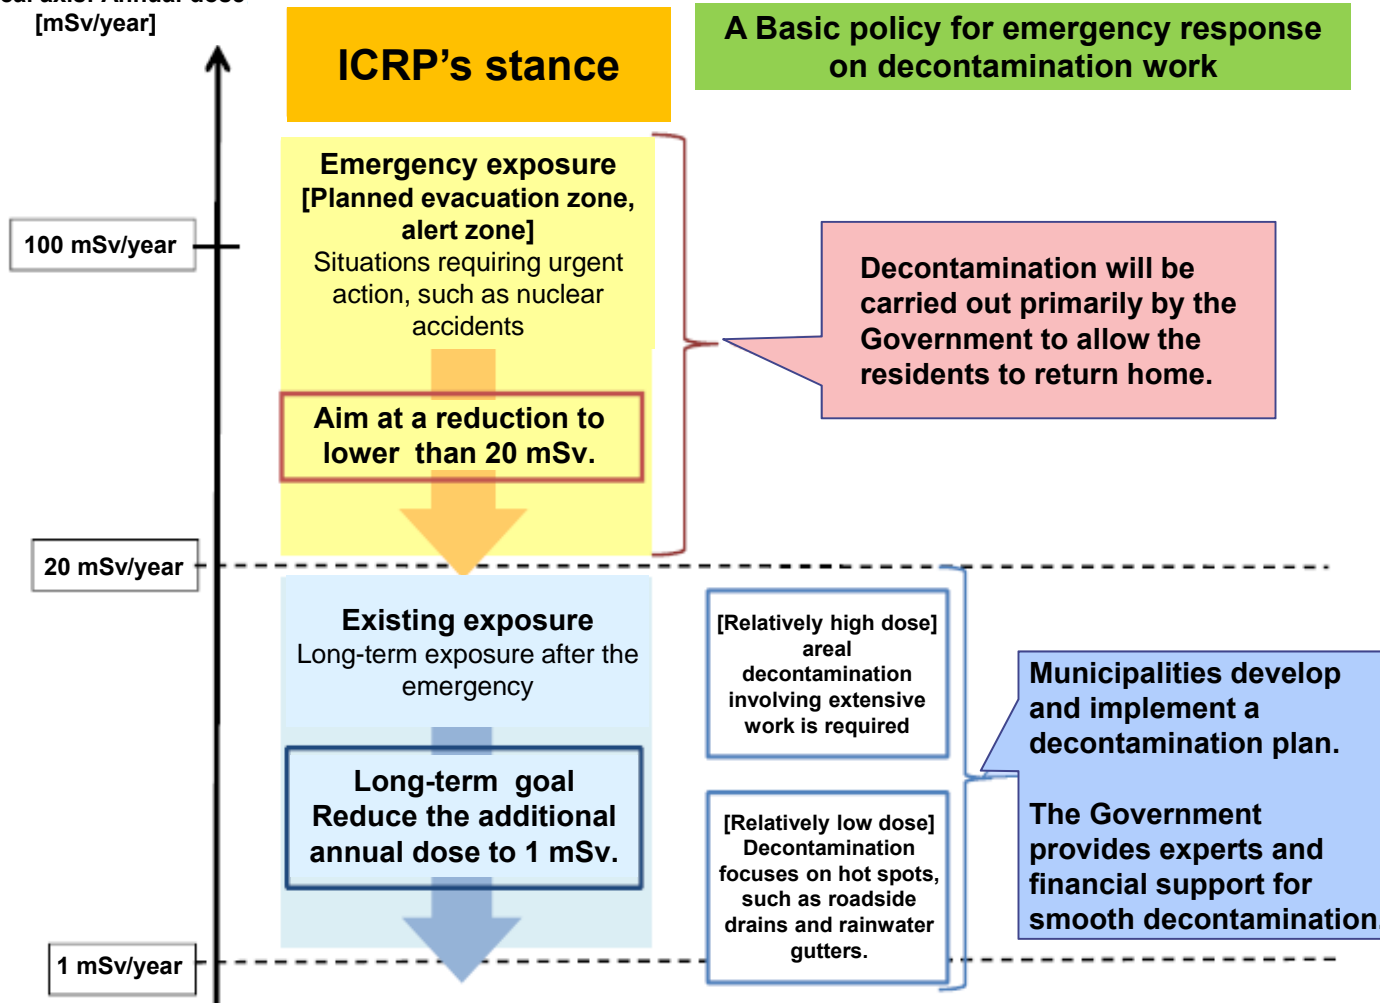 axis: Annual dose
[mSv/year]
ICRP's stance
A Basic policy for emergency response
on decontamination work
Emergency exposure
[Planned evacuation zone,
alert zone]
Situations requiring urgent
action, such as nuclear
accidents
100 mSv/year
Decontamination will be
carried out primarily by the
Government to allow the
residents to return home.
Aim at a reduction to
lower than 20 mSv.
20 mSv/year
Existing exposure
Long-term exposure after the
emergency
[Relatively high dose]
areal
decontamination
involving extensive
work is required
Municipalities develop
and implement a
decontamination plan.
The Government
provides experts and
financial support for
smooth decontamination.
Long-term goal
Reduce the additional
annual dose to 1 mSv.
[Relatively low dose]
Decontamination
focuses on hot spots,
such as roadside
drains and rainwater
gutters.
1 mSv/year